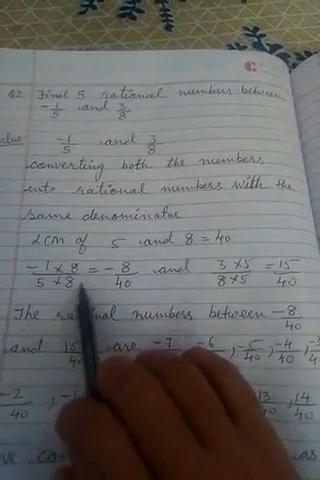 Q2 Find 5 rational numbers between
-1/5 and 3/8
-1/5 and 3/8
converting both the numbers
into rational numbers with the
same denominator
LCM of 5 and 8 = 40
-1×8/5×8 = -8/40 and 3×5/8×5 = 15/40
The rational numbers between -8/40
and 15/40 are -7 -6 , -5/40, -4/40,
-2/40 , 13/40, 14/40
as